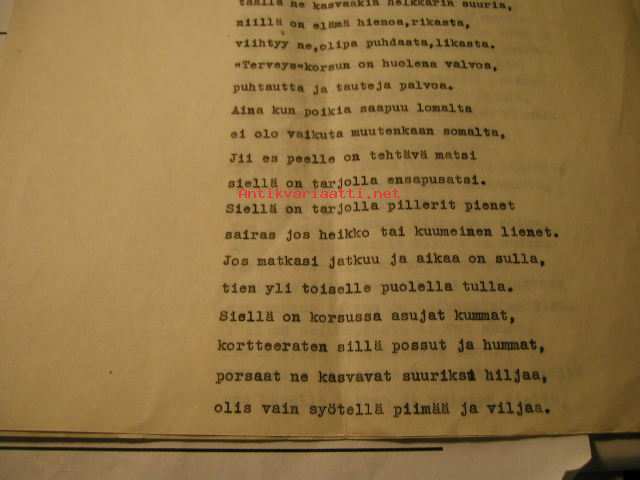 täällä ne kasvaakin helkkarin suuria,
niillä on elämä hienoa,rikasta,
viihtyy ne,olipa puhdasta,likasta.
"Terveys"korsun on huolena valvoa,
puhtautta ja tauteja palvoa.
Aina kun poikia saapuu lomalta
ei olo vaikuta muutenkaan somalta,
Jii es peelle on tehtävä matsi
siellä on tarjolla ensapusatsi.
Antikvariaatti.net
Siellä on tarjolla pillerit pienet
sairas jos heikko tai kuumeinen lienet.
Jos matkasi jatkuu ja aikaa on sulla,
tien yli toiselle puolella tulla.
Siellä on korsussa asujat kummat,
kortteeraten sillä possut ja hummat,
porsaat ne kasvavat suuriksi hiljaa,
olis vain syötellä piimää ja viljaa.